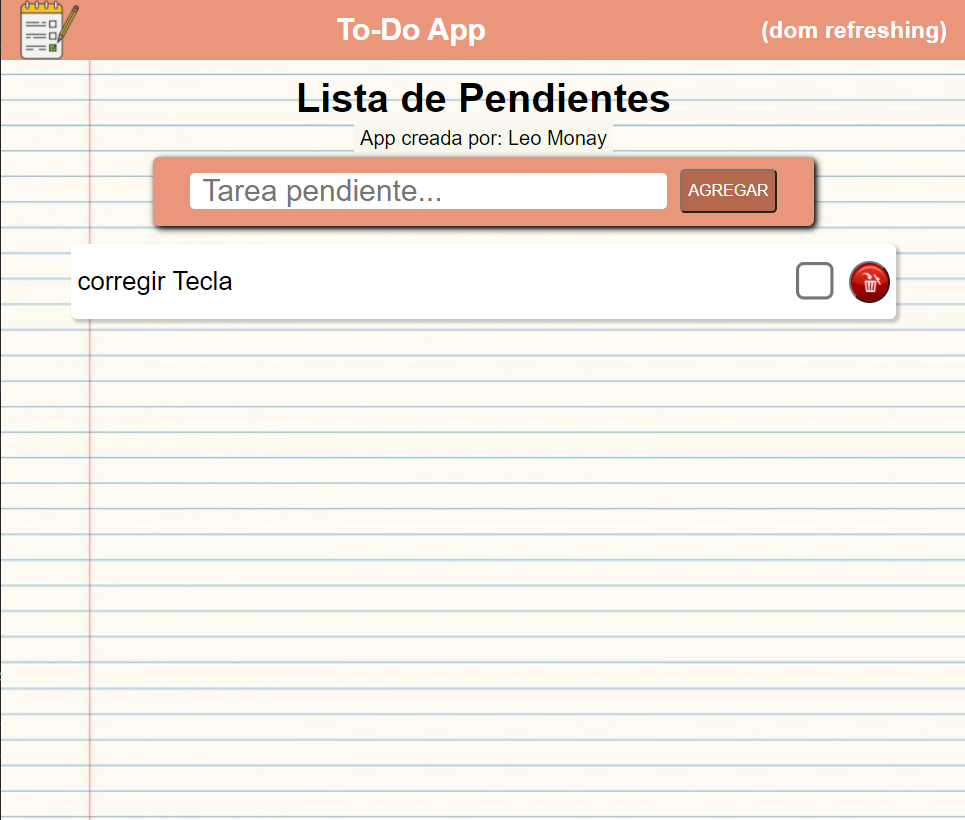 To-Do App
(dom refreshing)
Lista de Pendientes
App creada por: Leo Monay
Tarea pendiente...
AGREGAR
corregir Tecla